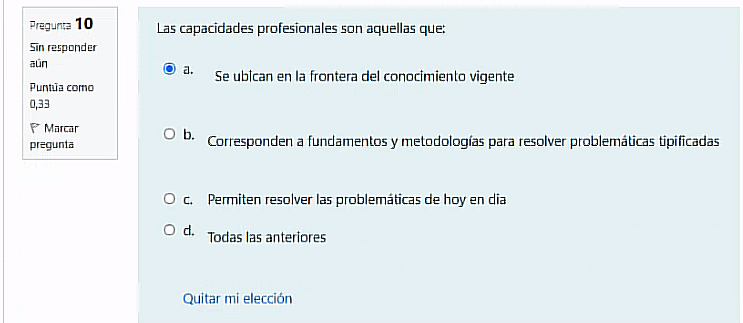 Pregunta 10
Sin responder
aún
Puntúa como
0,33
Marcar
pregunta
Las capacidades profesionales son aquellas que:
a. Se ubican en la frontera del conocimiento vigente
b. Corresponden a fundamentos y metodologías para resolver problemáticas tipificadas
c. Permiten resolver las problemáticas de hoy en dia
d. Todas las anteriores
Quitar mi elección